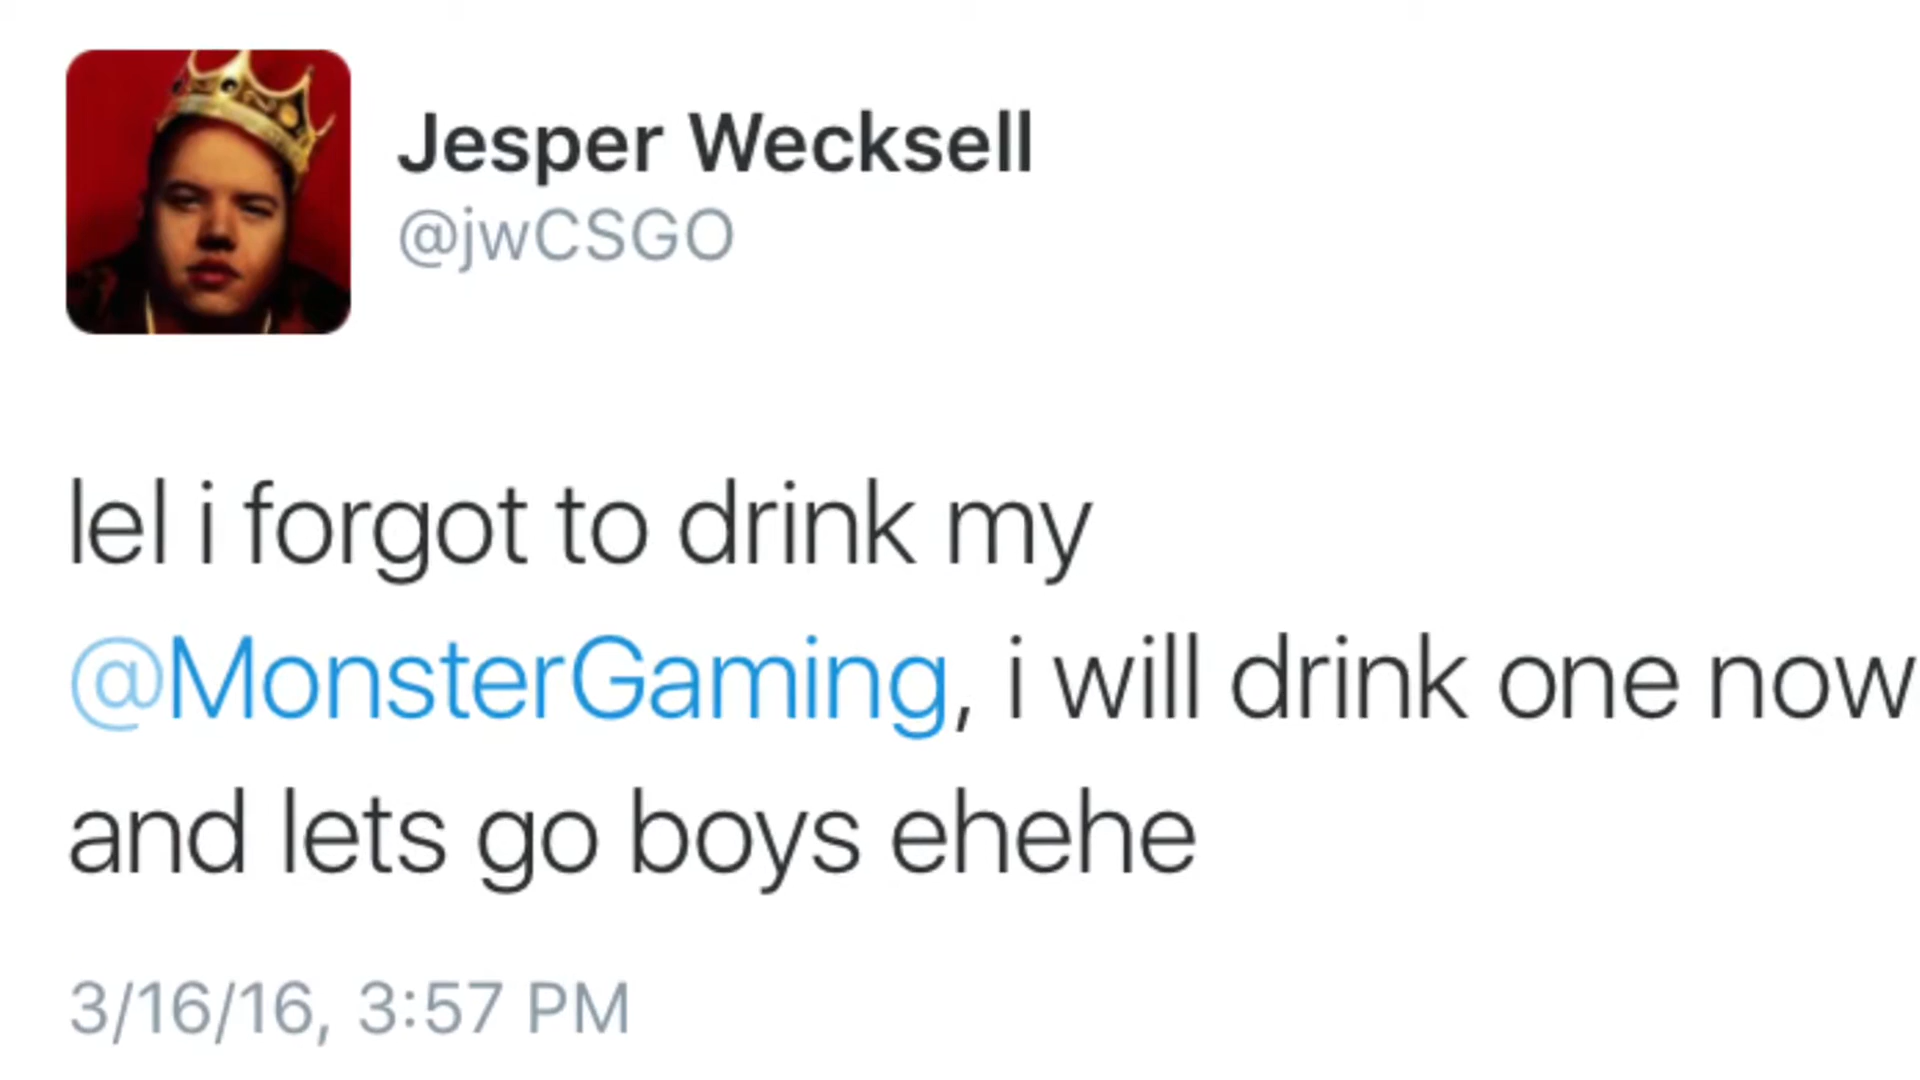 Jesper Wecksell
@jwCSGO
lel i forgot to drink my
@MonsterGaming, i will drink one now
and lets go boys ehehe
3/16/16, 3:57 PM